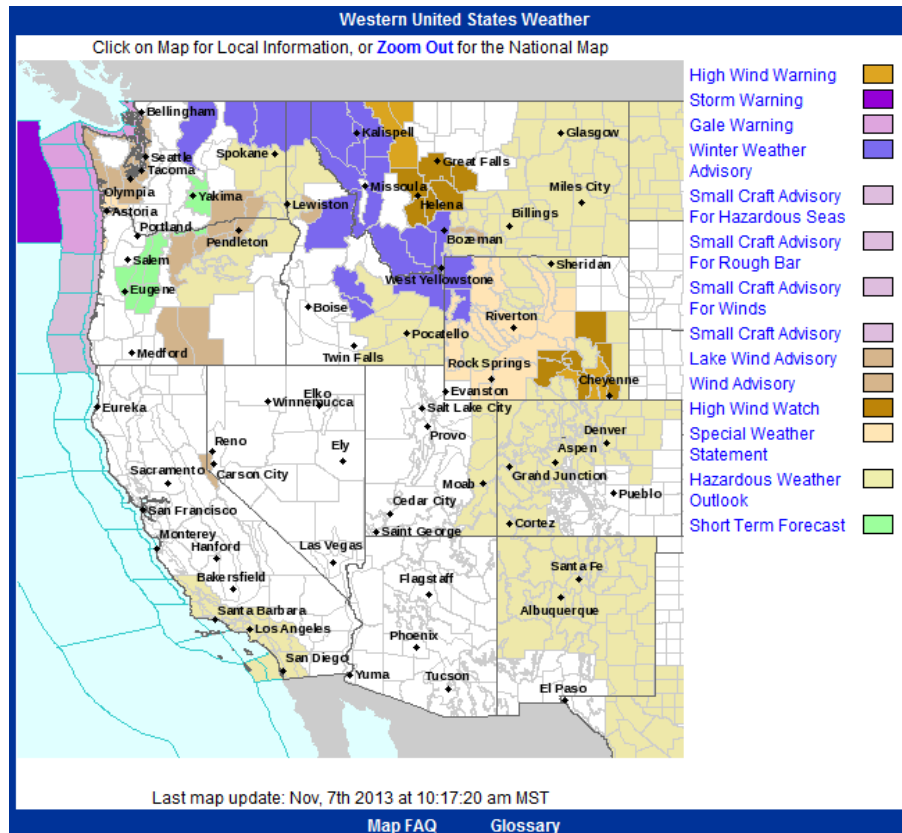 Western United States Weather
Click on Map for Local Information, or Zoom Out for the National Map
Bellingham
Seattle
Tacoma
Olympia
Astoria
Portland
Salem
Eugene
Medford
Spokane
Yakima
Pendleton
Lewiston
Kalispell
Missoula
Great Falls
Helena
Glasgow
Miles City
Billings
Bozeman
West Yellowstone
Sheridan
Boise
Twin Falls
Pocatello
Riverton
Rock Springs
Evanston
Cheyenne
Eureka
Elko
Winnemucca
Salt Lake City
Provo
Reno
Ely
Carson City
Sacramento
Denver
Aspen
Grand Junction
Moab
Pueblo
San Francisco
Cedar City
Saint George
Cortez
Monterey
Hanford
Las Vegas
Bakersfield
Flagstaff
Santa Fe
Albuquerque
Santa Barbara
Los Angeles
San Diego
Phoenix
Yuma
Tucson
El Paso
High Wind Warning
Storm Warning
Gale Warning
Winter Weather
Advisory
Small Craft Advisory
For Hazardous Seas
Small Craft Advisory
For Rough Bar
Small Craft Advisory
For Winds
Small Craft Advisory
Lake Wind Advisory
Wind Advisory
High Wind Watch
Special Weather
Statement
Hazardous Weather
Outlook
Short Term Forecast
Last map update: Nov, 7th 2013 at 10:17:20 am MST
Map FAQ Glossary